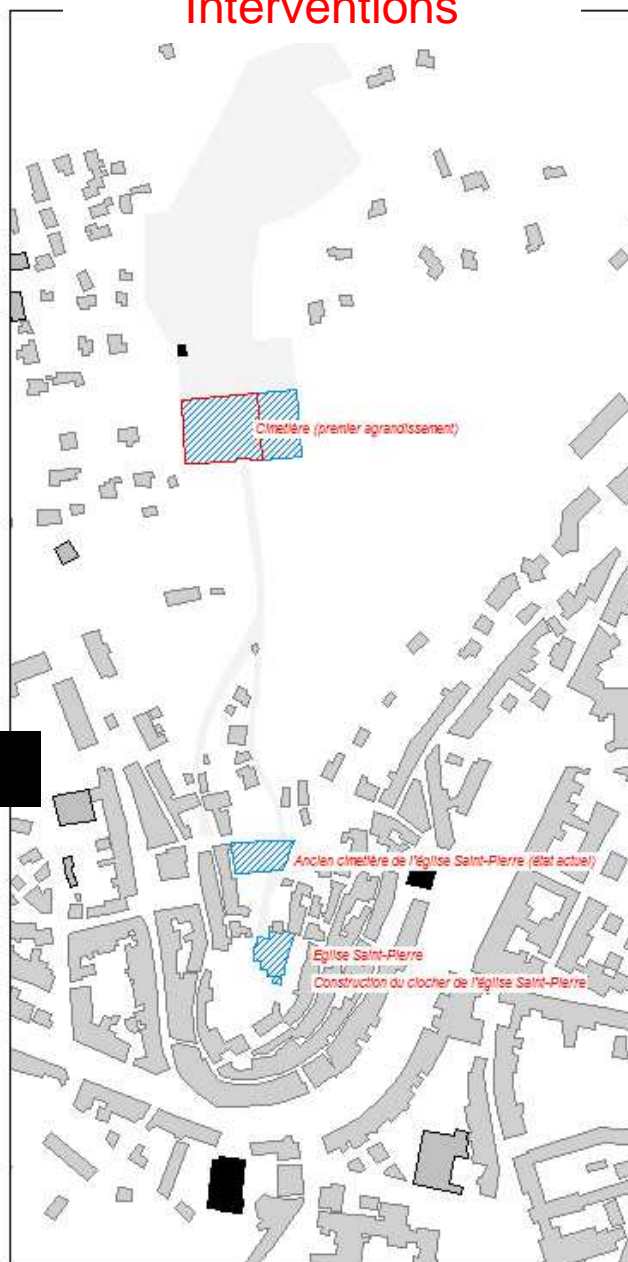 Interventions
Cimetière (premier agrandissement)
Ancien cimetière de l'église Saint-Pierre (état actuel)
Eglise Saint-Pierre
Construction du clocher de l'église Saint-Pierre